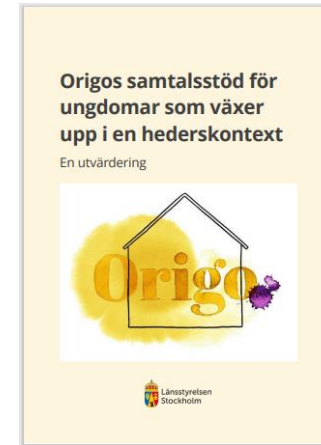 Origos samtalsstöd för
ungdomar som växer
upp i en hederskontext
En utvärdering
Origo
Länsstyrelsen
Stockholm